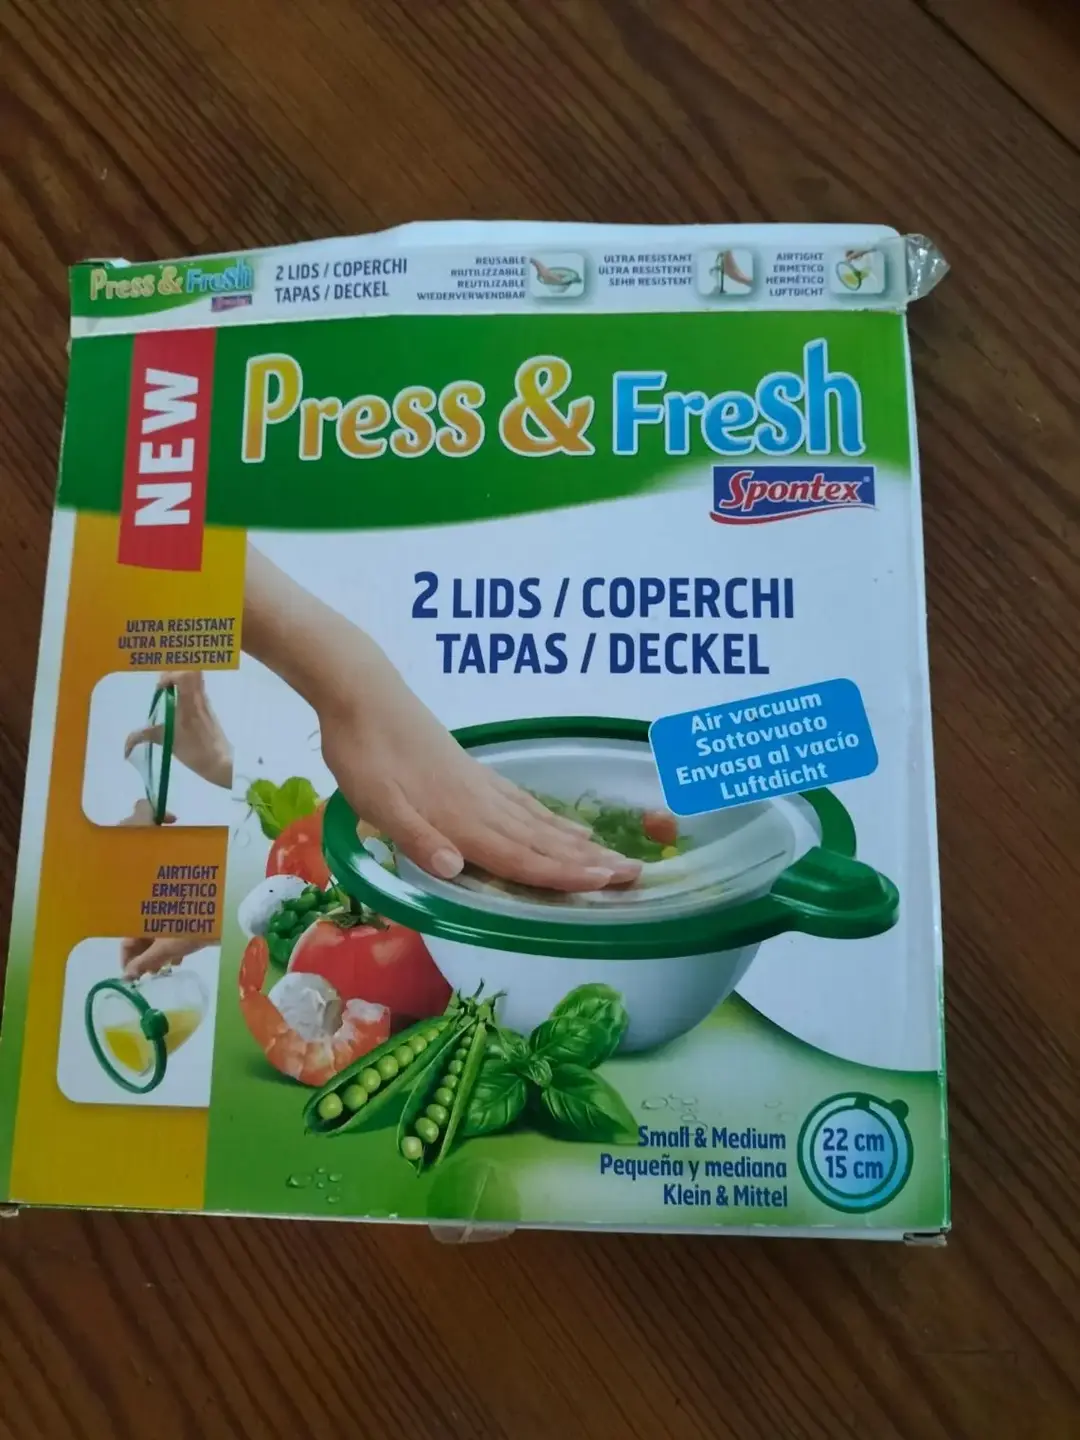 Press & Fresh
Spontex
2 LIDS / COPERCHI
TAPAS / DECKEL
REUSABLE
RIUTILIZZABILE
REUTILIZABLE
WIEDERVERWENDBAR
ULTRA RESISTANT
ULTRA RESISTENTE
SEHR RESISTENT
AIRTIGHT
ERMETICO
HERMÉTICO
LUFTDICHT
NEW
Press & Fresh
Spontex®
2 LIDS / COPERCHI
TAPAS / DECKEL
Air vacuum
Sottovuoto
Envasa al vacío
Luftdicht
ULTRA RESISTANT
ULTRA RESISTENTE
SEHR RESISTENT
AIRTIGHT
ERMETICO
HERMÉTICO
LUFTDICHT
Small & Medium
Pequeña y mediana
Klein & Mittel
22 cm
15 cm